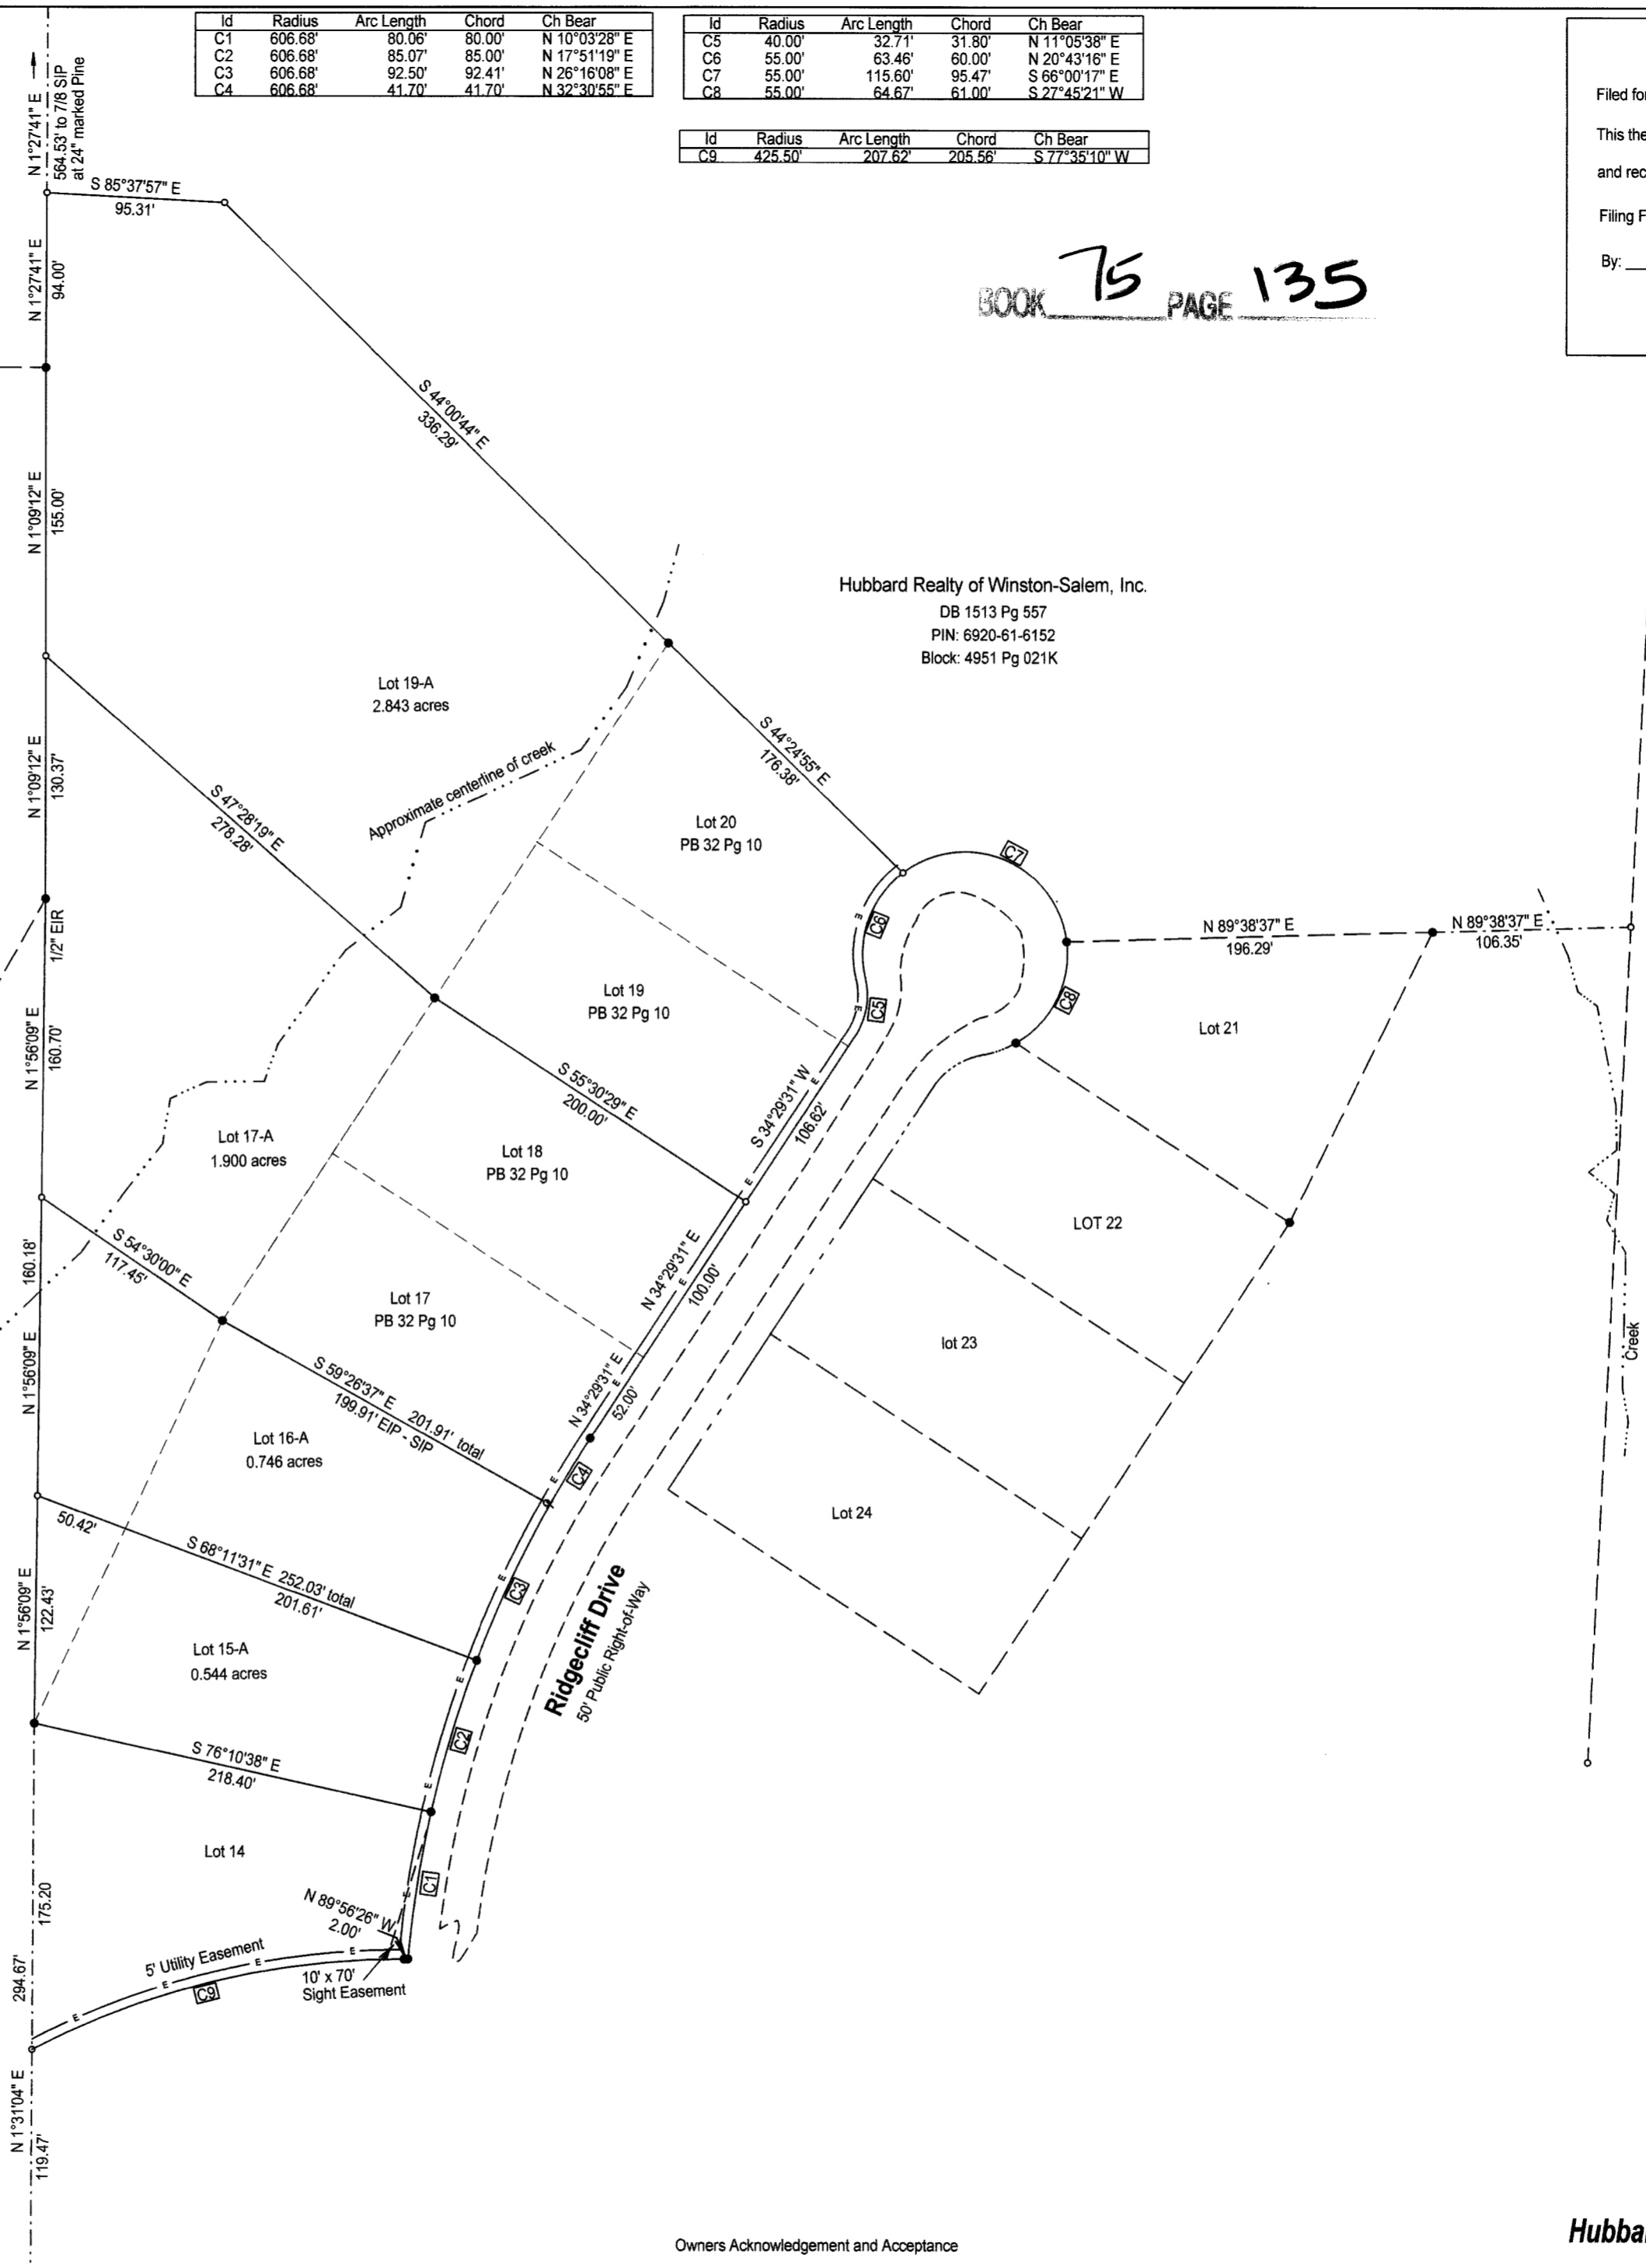 Id Radius Arc Length Chord Ch Bear
C1 606.68' 80.06' 80.00' N 10°03'28" E
C2 606.68' 85.07' 85.00' N 17°51'19" E
C3 606.68' 92.50' 92.41' N 26°16'08" E
C4 606.68' 41.70' 41.70' N 32°30'55" E
Id Radius Arc Length Chord Ch Bear
C5 40.00' 32.71' 31.80' N 11°05'38" E
C6 55.00' 63.46' 60.00' N 20°43'16" E
C7 55.00' 115.60' 95.47' S 66°00'17" E
C8 55.00' 64.67' 61.00' S 27°45'21" W
Id Radius Arc Length Chord Ch Bear
C9 425.50' 207.62' 205.56' S 77°35'10" W
Filed for
This the
and rec
Filing F
By:
N 1°27'41" E
564.53' to 7/8 SIP
at 24" marked Pine
S 85°37'57" E
95.31'
N 1°27'41" E
94.00'
BOOK 75 PAGE 135
S 44°00'44" E
336.29'
N 1°09'12" E
155.00'
Hubbard Realty of Winston-Salem, Inc.
DB 1513 Pg 557
PIN: 6920-61-6152
Block: 4951 Pg 021K
Lot 19-A
2.843 acres
S 44°24'55" E
176.38'
N 1°09'12" E
130.37'
Approximate centerline of creek
S 47°28'19" E
278.28'
Lot 20
PB 32 Pg 10
C7
C6
N 89°38'37" E
196.29'
N 89°38'37" E
106.35'
1/2" EIR
Lot 19
PB 32 Pg 10
C5
C8
Lot 21
N 1°56'09" E
160.70'
S 55°30'29" E
200.00'
S 34°29'31" W
106.62'
Lot 17-A
1.900 acres
Lot 18
PB 32 Pg 10
LOT 22
S 54°30'00" E
117.45'
160.18'
N 1°56'09" E
N 34°29'31" E
100.00'
Lot 17
PB 32 Pg 10
lot 23
Creek
S 59°26'37" E 201.91' total
199.91' EIP - SIP
N 34°29'31" E
52.00'
Lot 16-A
0.746 acres
C4
50.42'
S 68°11'31" E 252.03' total
201.61'
Lot 24
C3
N 1°56'09" E
122.43'
Lot 15-A
0.544 acres
Ridgecliff Drive
50' Public Right-of-Way
C2
S 76°10'38" E
218.40'
Lot 14
C1
N 89°56'26" W
2.00'
175.20
5' Utility Easement
10' x 70'
Sight Easement
294.67'
C9
E E E E E E E E E E E E E E E E
N 1°31'04" E
119.47'
Hubba
Owners Acknowledgement and Acceptance